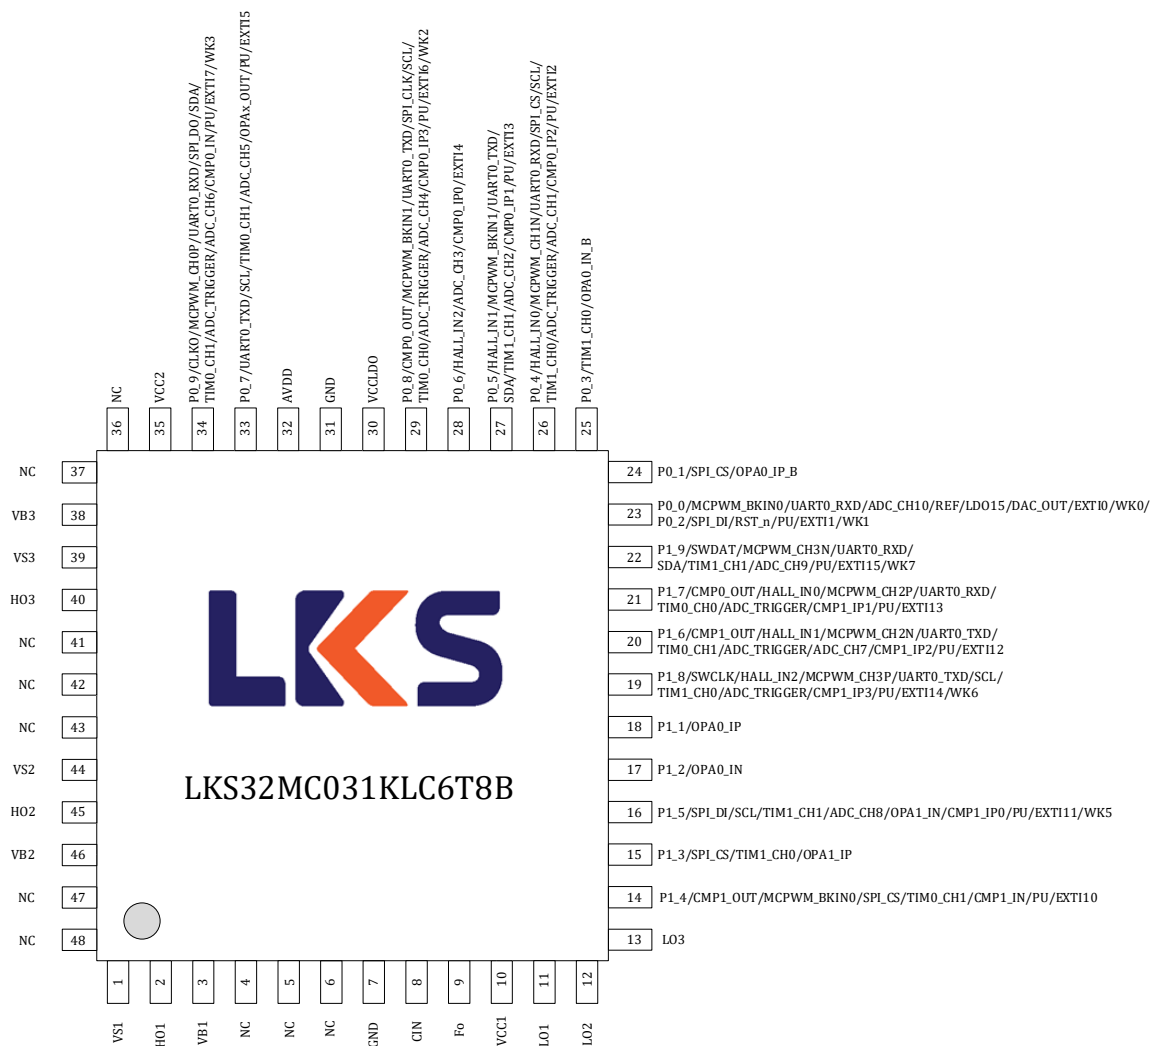 P0_9/CLKO/MCPWM_CH0P/UART0_RXD/SPI_DO/SDA/
TIM0_CH1/ADC_TRIGGER/ADC_CH6/CMP0_IN/PU/EXTI7/WK3
P0_7/UART0_TXD/SCL/TIM0_CH1/ADC_CH5/OPAx_OUT/PU/EXTI5
P0_8/CMP0_OUT/MCPWM_BKIN1/UART0_TXD/SPI_CLK/SCL/
TIM0_CH0/ADC_TRIGGER/ADC_CH4/CMP0_IP3/PU/EXTI6/WK2
P0_6/HALL_IN2/ADC_CH3/CMP0_IP0/EXTI4
P0_5/HALL_IN1/MCPWM_BKIN1/UART0_TXD/
SDA/TIM1_CH1/ADC_CH2/CMP0_IP1/PU/EXTI3
P0_4/HALL_IN0/MCPWM_CH1N/UART0_RXD/SPI_CS/SCL/
TIM1_CH0/ADC_TRIGGER/ADC_CH1/CMP0_IP2/PU/EXTI2
P0_3/TIM1_CH0/OPA0_IN_B
NC
VCC2
AVDD
GND
VCCLDO
36
35
34
33
32
31
30
29
28
27
26
25
NC 37
VB3 38
VS3 39
HO3 40
NC 41
NC 42
NC 43
VS2 44
HO2 45
VB2 46
NC 47
NC 48
LKS
LKS32MC031KLC6T8B
24 P0_1/SPI_CS/OPA0_IP_B
23 P0_0/MCPWM_BKIN0/UART0_RXD/ADC_CH10/REF/LDO15/DAC_OUT/EXTI0/WK0/
P0_2/SPI_DI/RST_n/PU/EXTI1/WK1
22 P1_9/SWDAT/MCPWM_CH3N/UART0_RXD/
SDA/TIM1_CH1/ADC_CH9/PU/EXTI15/WK7
21 P1_7/CMP0_OUT/HALL_IN0/MCPWM_CH2P/UART0_RXD/
TIM0_CH0/ADC_TRIGGER/CMP1_IP1/PU/EXTI13
20 P1_6/CMP1_OUT/HALL_IN1/MCPWM_CH2N/UART0_TXD/
TIM0_CH1/ADC_TRIGGER/ADC_CH7/CMP1_IP2/PU/EXTI12
19 P1_8/SWCLK/HALL_IN2/MCPWM_CH3P/UART0_TXD/SCL/
TIM1_CH0/ADC_TRIGGER/CMP1_IP3/PU/EXTI14/WK6
18 P1_1/OPA0_IP
17 P1_2/OPA0_IN
16 P1_5/SPI_DI/SCL/TIM1_CH1/ADC_CH8/OPA1_IN/CMP1_IP0/PU/EXTI11/WK5
15 P1_3/SPI_CS/TIM1_CH0/OPA1_IP
14 P1_4/CMP1_OUT/MCPWM_BKIN0/SPI_CS/TIM0_CH1/CMP1_IN/PU/EXTI10
13 LO3
1
2
3
4
5
6
7
8
9
10
11
12
VS1
HO1
VB1
NC
NC
NC
GND
CIN
Fo
VCC1
LO1
LO2